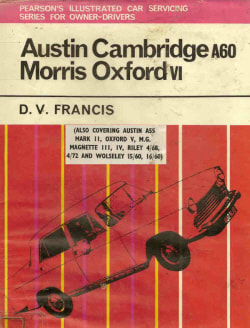 PEARSON'S ILLUSTRATED CAR SERVICING
SERIES FOR OWNER-DRIVERS
Austin Cambridge A60
Morris Oxford VI
D. V. FRANCIS
(ALSO COVERING AUSTIN A55
MARK II, OXFORD V, M.G.
MAGNETTE III, IV, RILEY 4/68,
4/72 AND WOLSELEY 15/60, 16/60)